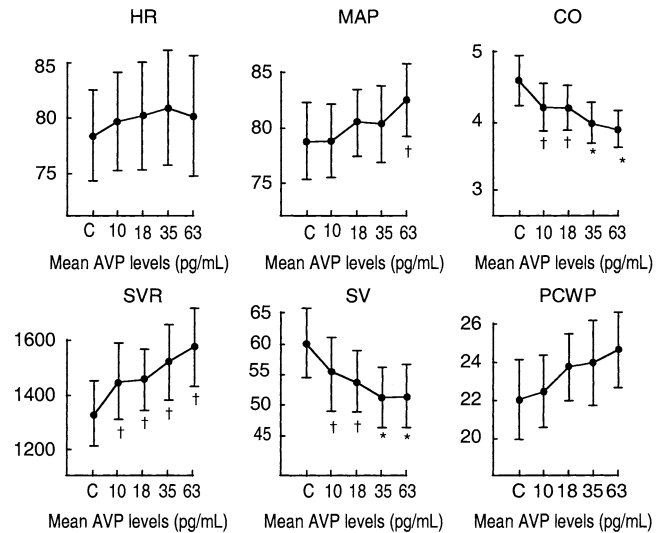 HR
85
80
75
C 10 18 35 63
Mean AVP levels (pg/mL)
MAP
85
80
75
†
C 10 18 35 63
Mean AVP levels (pg/mL)
CO
5
4
3
† † * *
C 10 18 35 63
Mean AVP levels (pg/mL)
SVR
1600
1400
1200
† † † †
C 10 18 35 63
Mean AVP levels (pg/mL)
SV
65
60
55
50
45
† † * *
C 10 18 35 63
Mean AVP levels (pg/mL)
PCWP
26
24
22
20
C 10 18 35 63
Mean AVP levels (pg/mL)